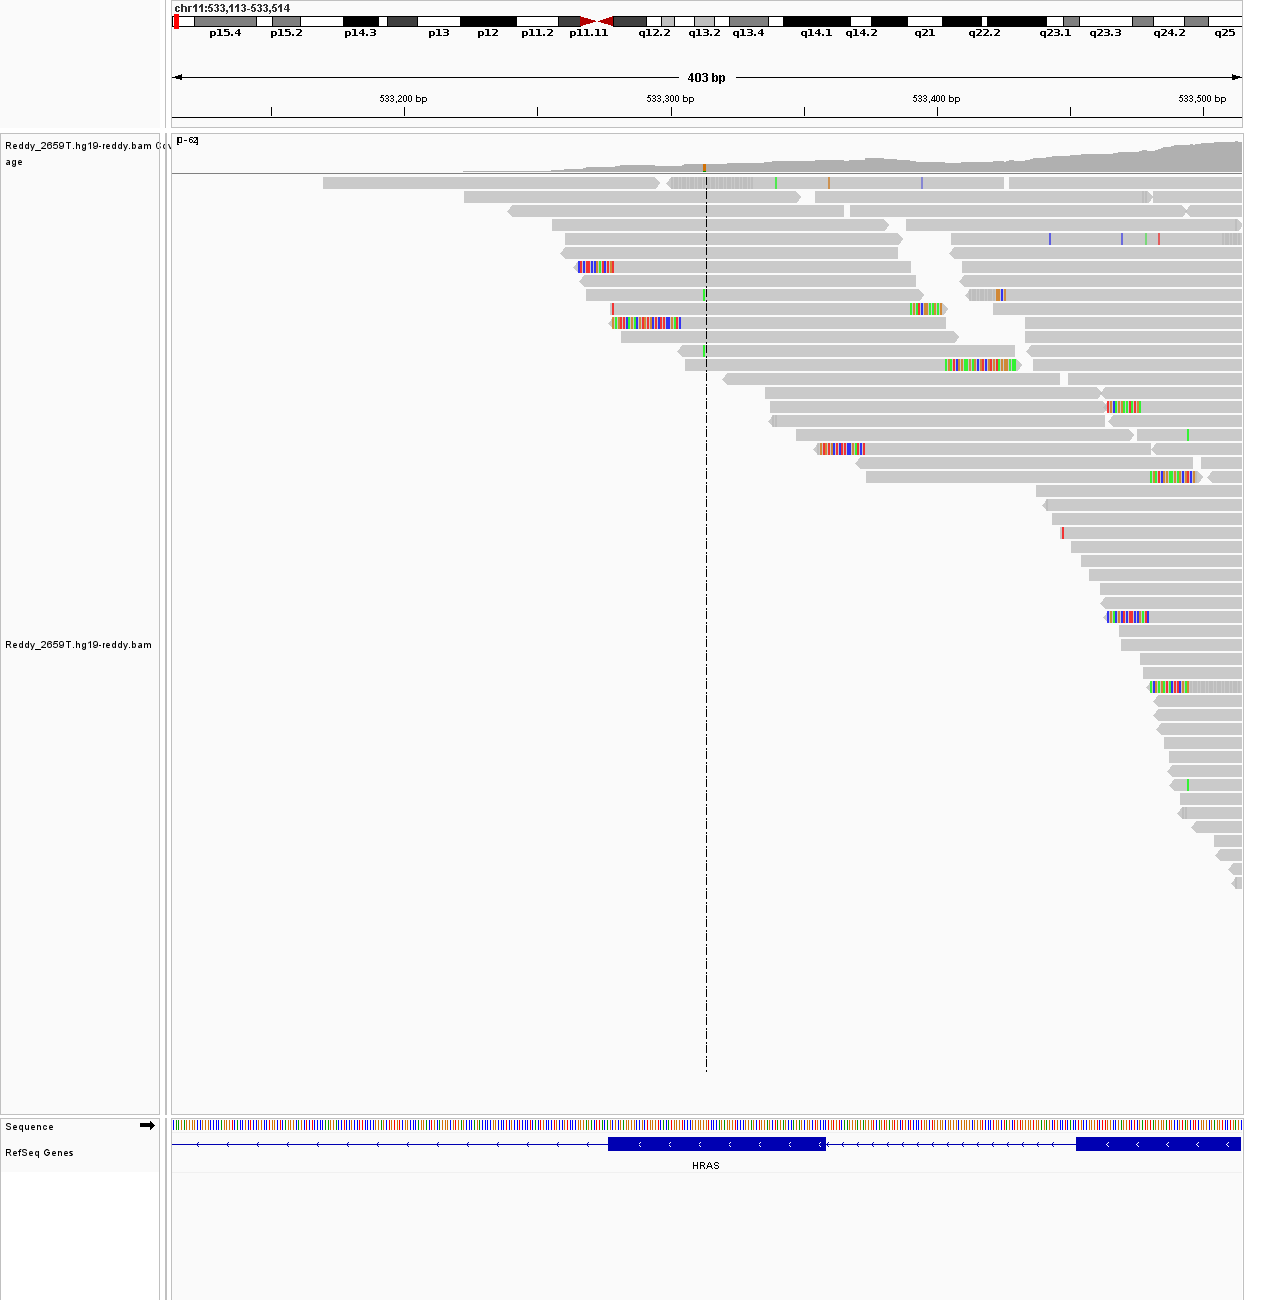 chr11:533,113-533,514
p15.4 p15.2 p14.3 p13 p12 p11.2 p11.11 q12.2 q13.2 q13.4 q14.1 q14.2 q21 q22.2 q23.1 q23.3 q24.2 q25
403 bp
533,200 bp 533,300 bp 533,400 bp 533,500 bp
[0-62]
Reddy_2659T.hg19-reddy.bam Cov
age
Reddy_2659T.hg19-reddy.bam
Sequence
RefSeq Genes
HRAS